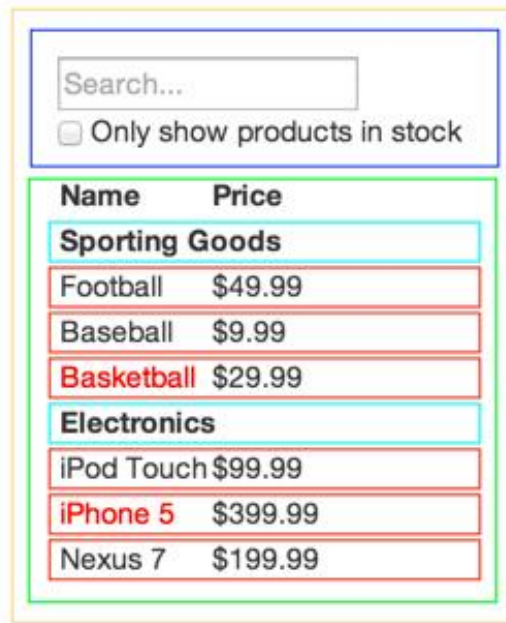 Search...
Only show products in stock
Name Price
Sporting Goods
Football $49.99
Baseball $9.99
Basketball $29.99
Electronics
iPod Touch $99.99
iPhone 5 $399.99
Nexus 7 $199.99